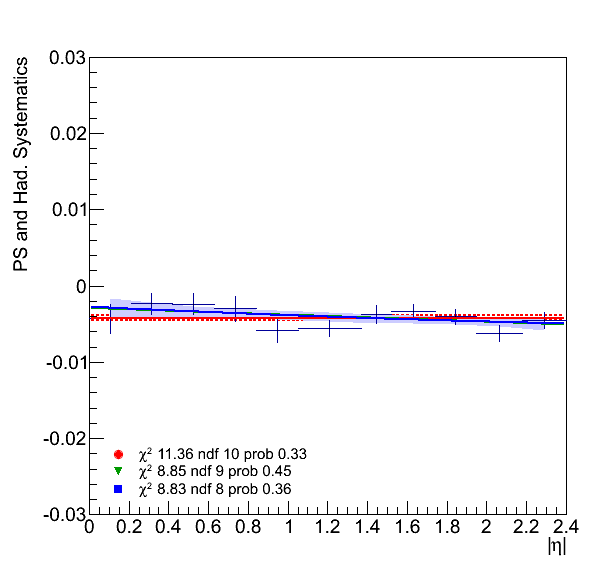 PS and Had. Systematics
0.03
0.02
0.01
0
-0.01
-0.02
-0.03
χ² 11.36 ndf 10 prob 0.33
χ² 8.85 ndf 9 prob 0.45
χ² 8.83 ndf 8 prob 0.36
0 0.2 0.4 0.6 0.8 1 1.2 1.4 1.6 1.8 2 2.2 2.4
|η|